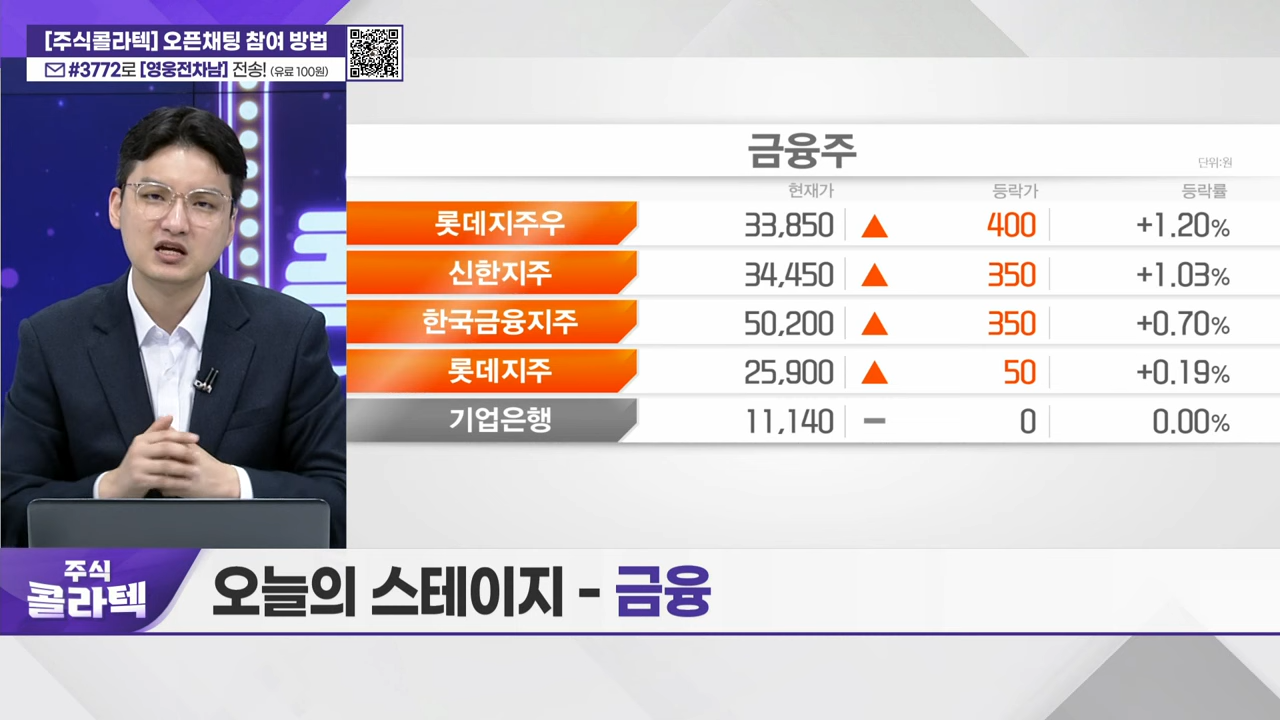 [주식콜라텍] 오픈채팅 참여 방법
#3772로 [영웅전차남] 전송! (유료 100원)
금융주
단위:원
현재가 등락가 등락률
롯데지주우 33,850 ▲ 400 +1.20%
신한지주 34,450 ▲ 350 +1.03%
한국금융지주 50,200 ▲ 350 +0.70%
롯데지주 25,900 ▲ 50 +0.19%
기업은행 11,140 – 0 0.00%
주식
콜라텍
오늘의 스테이지 - 금융